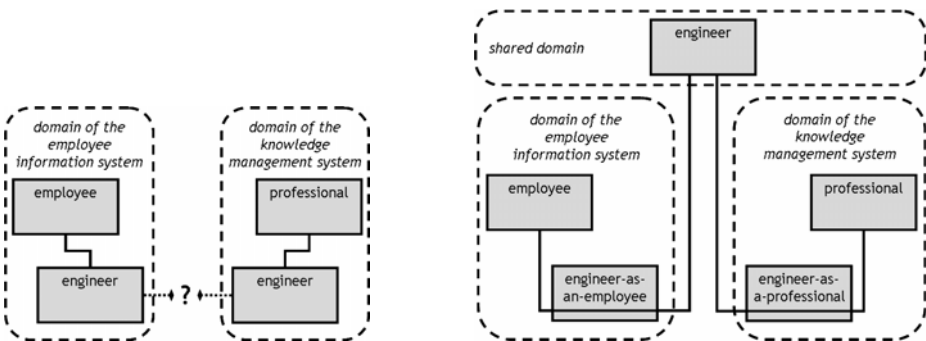 domain of the
employee
information system
employee
engineer
?
domain of the
knowledge
management system
professional
engineer
shared domain
engineer
domain of the
employee
information system
employee
engineer-as-
an-employee
domain of the
knowledge
management system
professional
engineer-as-
a-professional